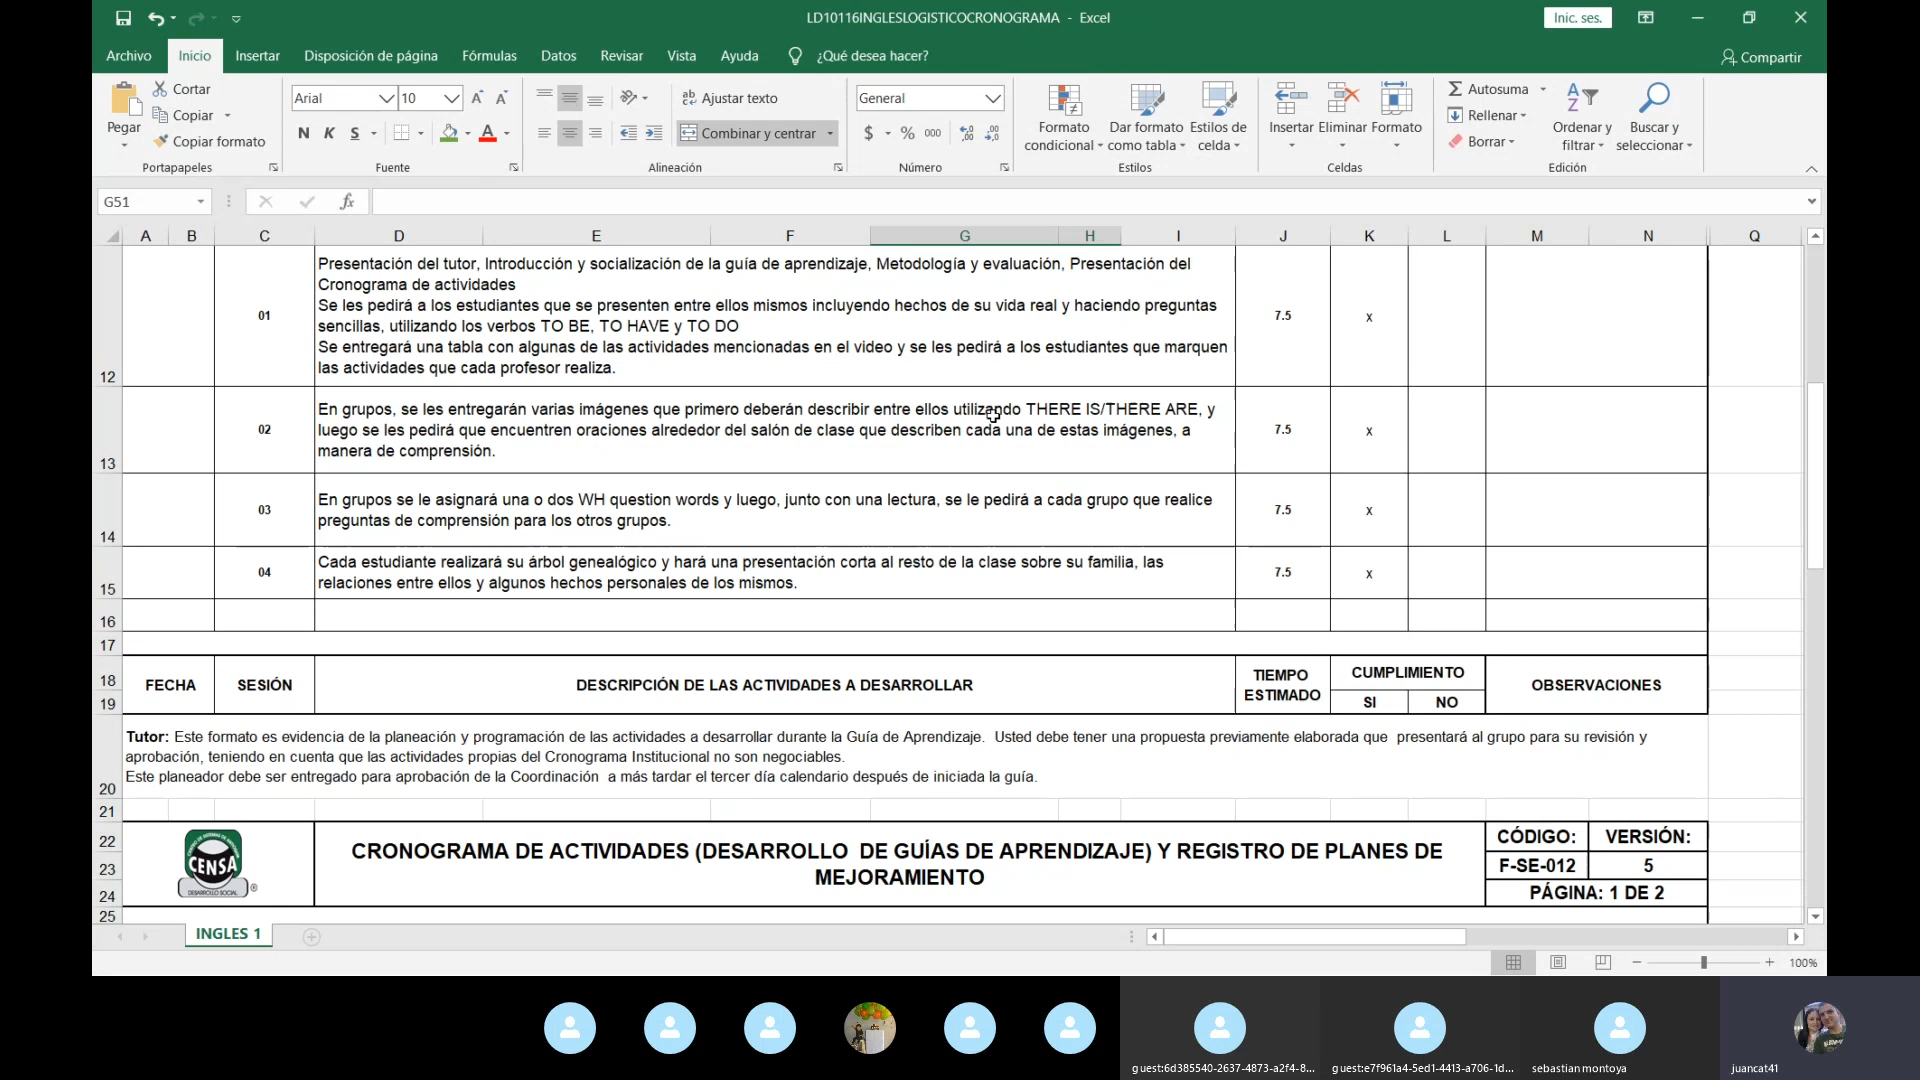 LD10116INGLESLOGISTICOCRONOGRAMA - Excel
Inic. ses.
Archivo Inicio Insertar Disposición de página Fórmulas Datos Revisar Vista Ayuda ¿Qué desea hacer? Compartir
Pegar
Cortar
Copiar
Copiar formato
Portapapeles
Arial 10
N K S
Fuente
Ajustar texto
Combinar y centrar
Alineación
General
$ % 000
Número
Formato condicional
Dar formato como tabla
Estilos de celda
Estilos
Insertar Eliminar Formato
Celdas
Autosuma
Rellenar
Borrar
Ordenar y filtrar
Buscar y seleccionar
Edición
G51 fx
A B C D E F G H I J K L M N Q
12
01
Presentación del tutor, Introducción y socialización de la guía de aprendizaje, Metodología y evaluación, Presentación del
Cronograma de actividades
Se les pedirá a los estudiantes que se presenten entre ellos mismos incluyendo hechos de su vida real y haciendo preguntas
sencillas, utilizando los verbos TO BE, TO HAVE y TO DO
Se entregará una tabla con algunas de las actividades mencionadas en el video y se les pedirá a los estudiantes que marquen
las actividades que cada profesor realiza.
7.5 x
13
02
En grupos, se les entregarán varias imágenes que primero deberán describir entre ellos utilizando THERE IS/THERE ARE, y
luego se les pedirá que encuentren oraciones alrededor del salón de clase que describen cada una de estas imágenes, a
manera de comprensión.
7.5 x
14
03
En grupos se le asignará una o dos WH question words y luego, junto con una lectura, se le pedirá a cada grupo que realice
preguntas de comprensión para los otros grupos.
7.5 x
15
04
Cada estudiante realizará su árbol genealógico y hará una presentación corta al resto de la clase sobre su familia, las
relaciones entre ellos y algunos hechos personales de los mismos.
7.5 x
16
17
18
19
FECHA SESIÓN DESCRIPCIÓN DE LAS ACTIVIDADES A DESARROLLAR
TIEMPO
ESTIMADO
CUMPLIMIENTO
SI NO
OBSERVACIONES
20
Tutor: Este formato es evidencia de la planeación y programación de las actividades a desarrollar durante la Guía de Aprendizaje. Usted debe tener una propuesta previamente elaborada que presentará al grupo para su revisión y
aprobación, teniendo en cuenta que las actividades propias del Cronograma Institucional no son negociables.
Este planeador debe ser entregado para aprobación de la Coordinación a más tardar el tercer día calendario después de iniciada la guía.
21
22
23
24
25
CENSA
DESARROLLO SOCIAL
®
CRONOGRAMA DE ACTIVIDADES (DESARROLLO DE GUÍAS DE APRENDIZAJE) Y REGISTRO DE PLANES DE
MEJORAMIENTO
CÓDIGO: VERSIÓN:
F-SE-012 5
PÁGINA: 1 DE 2
INGLES 1
100%
guest:6d385540-2637-4873-a2f4-8...
guest:e7f961a4-5ed1-4413-a706-1d...
sebastian montoya
juancat41